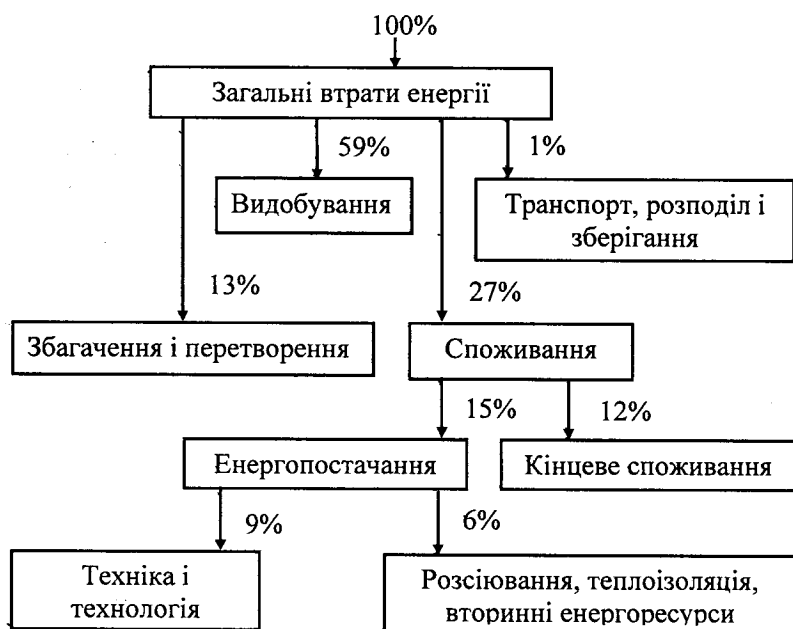 100%
Загальні втрати енергії
59%
1%
Видобування
Транспорт, розподіл і
зберігання
13%
27%
Збагачення і перетворення
Споживання
15%
12%
Енергопостачання
Кінцеве споживання
9%
6%
Техніка і
технологія
Розсіювання, теплоізоляція,
вторинні енергоресурси